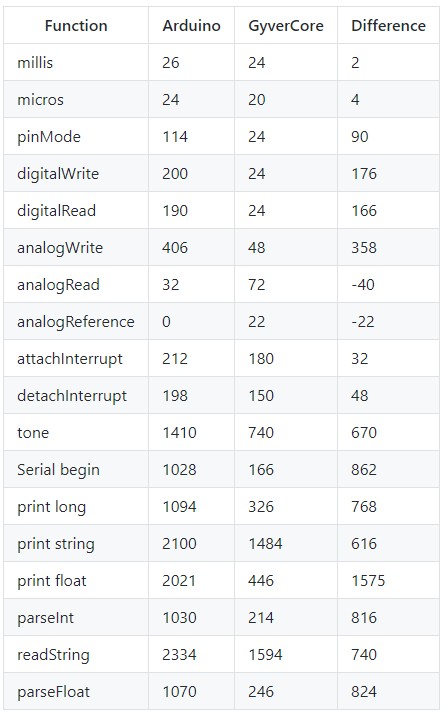 Function Arduino GyverCore Difference
millis 26 24 2
micros 24 20 4
pinMode 114 24 90
digitalWrite 200 24 176
digitalRead 190 24 166
analogWrite 406 48 358
analogRead 32 72 -40
analogReference 0 22 -22
attachInterrupt 212 180 32
detachInterrupt 198 150 48
tone 1410 740 670
Serial begin 1028 166 862
print long 1094 326 768
print string 2100 1484 616
print float 2021 446 1575
parseInt 1030 214 816
readString 2334 1594 740
parseFloat 1070 246 824